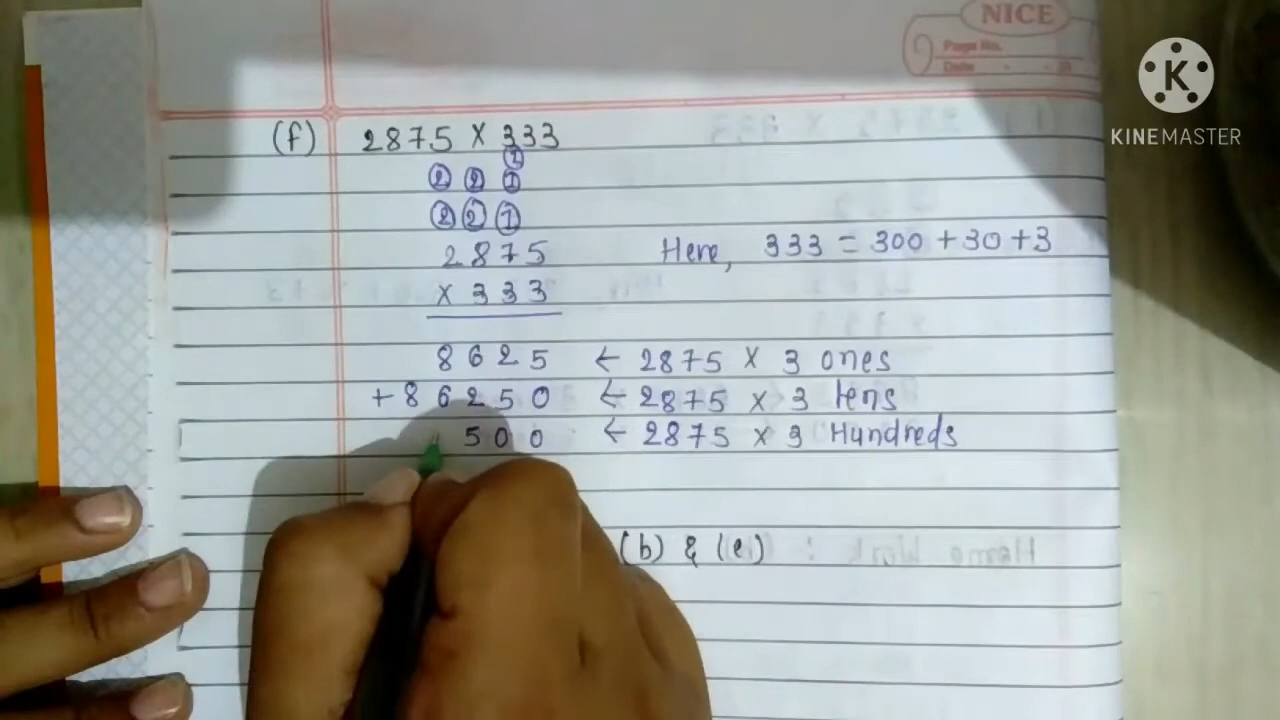 NICE
Page No.
Date
KINEMASTER
(f) 2875 × 333
①
② ② ①
② ② ①
2875
× 333
Here, 333 = 300 + 30 + 3
8625 ← 2875 × 3 ones
+ 86250 ← 2875 × 3 tens
500 ← 2875 × 3 Hundreds
(b) & (e)